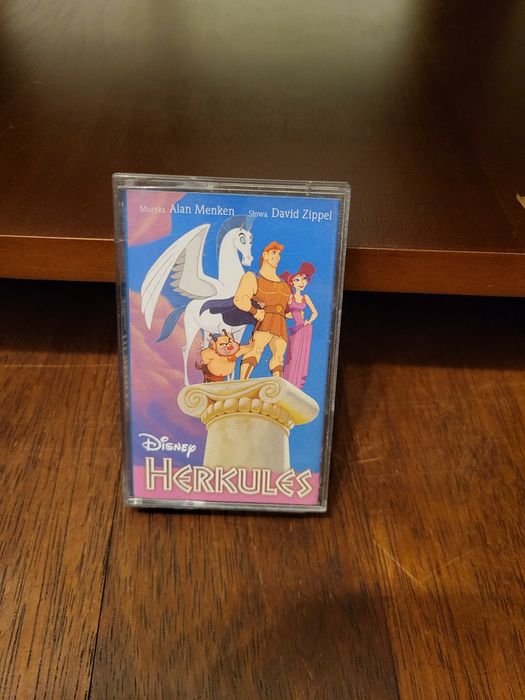 Muzyka Alan Menken Słowa David Zippel
Disney
HERKULES